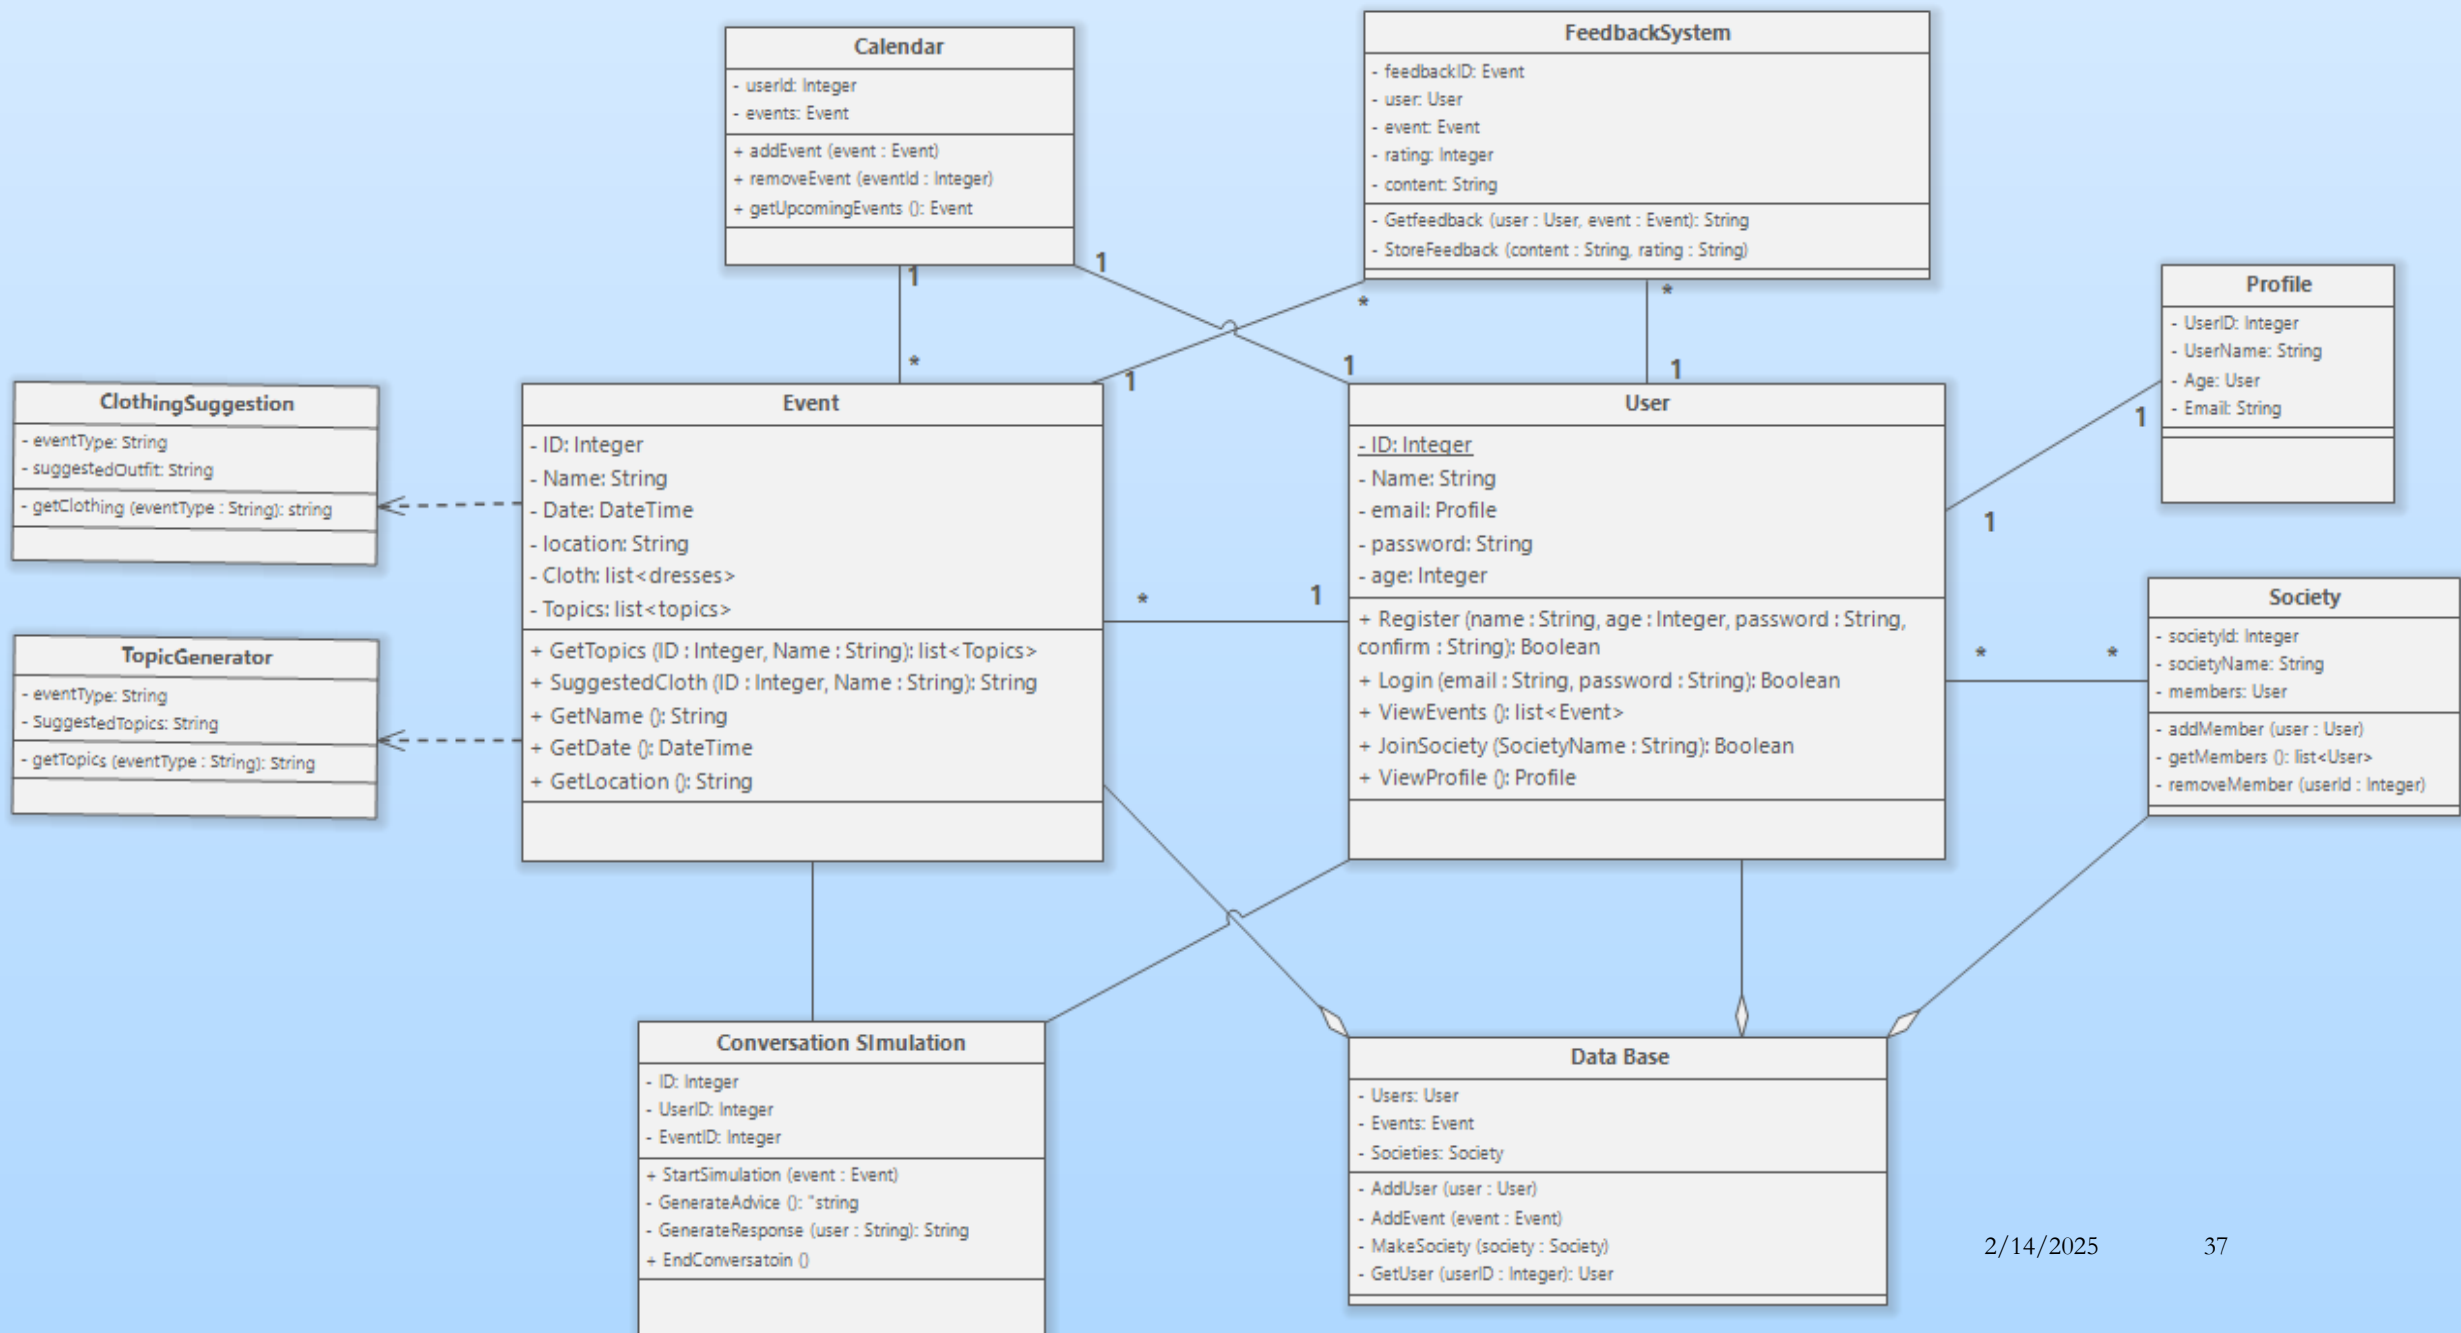 Calendar
- userId: Integer
- events: Event
+ addEvent (event : Event)
+ removeEvent (eventId : Integer)
+ getUpcomingEvents (): Event
1
1
*
FeedbackSystem
- feedbackID: Event
- user: User
- event: Event
- rating: Integer
- content: String
- Getfeedback (user : User, event : Event): String
- StoreFeedback (content : String, rating : String)
*
*
1
1
1
Profile
- UserID: Integer
- UserName: String
- Age: User
- Email: String
1
1
ClothingSuggestion
- eventType: String
- suggestedOutfit: String
- getClothing (eventType : String): string
TopicGenerator
- eventType: String
- SuggestedTopics: String
- getTopics (eventType : String): String
Event
- ID: Integer
- Name: String
- Date: DateTime
- location: String
- Cloth: list<dresses>
- Topics: list<topics>
+ GetTopics (ID : Integer, Name : String): list<Topics>
+ SuggestedCloth (ID : Integer, Name : String): String
+ GetName (): String
+ GetDate (): DateTime
+ GetLocation (): String
* 1
User
- ID: Integer
- Name: String
- email: Profile
- password: String
- age: Integer
+ Register (name : String, age : Integer, password : String,
confirm : String): Boolean
+ Login (email : String, password : String): Boolean
+ ViewEvents (): list<Event>
+ JoinSociety (SocietyName : String): Boolean
+ ViewProfile (): Profile
* *
Society
- societyId: Integer
- societyName: String
- members: User
- addMember (user : User)
- getMembers (): list<User>
- removeMember (userId : Integer)
Conversation SImulation
- ID: Integer
- UserID: Integer
- EventID: Integer
+ StartSimulation (event : Event)
- GenerateAdvice (): "string
- GenerateResponse (user : String): String
+ EndConversatoin ()
Data Base
- Users: User
- Events: Event
- Societies: Society
- AddUser (user : User)
- AddEvent (event : Event)
- MakeSociety (society : Society)
- GetUser (userID : Integer): User
2/14/2025 37